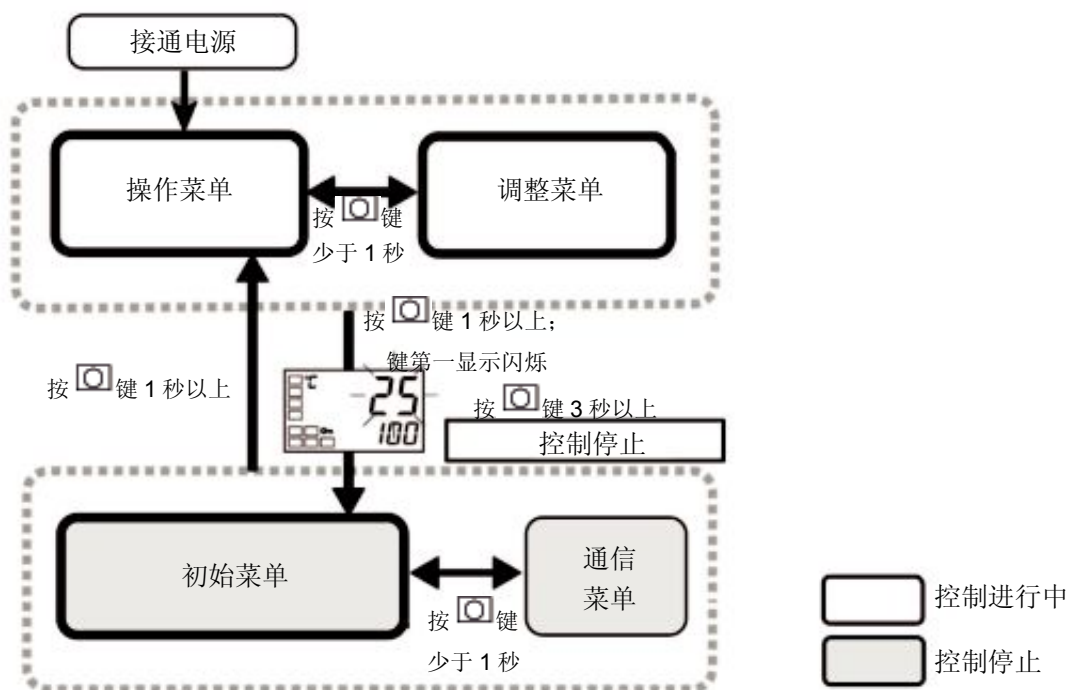 接通电源
操作菜单
调整菜单
按 键
少于 1 秒
按 键 1 秒以上；
键第一显示闪烁
按 键 1 秒以上
℃
25
100
按 键 3 秒以上
控制停止
初始菜单
通信
菜单
按 键
少于 1 秒
控制进行中
控制停止